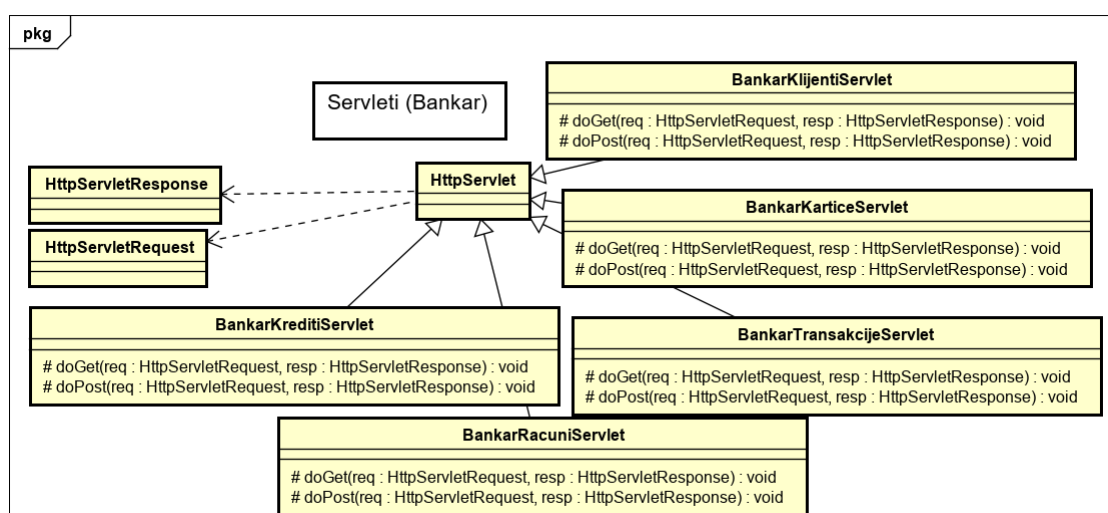 pkg
Servleti (Bankar)
BankarKlijentiServlet
# doGet(req : HttpServletRequest, resp : HttpServletResponse) : void
# doPost(req : HttpServletRequest, resp : HttpServletResponse) : void
HttpServletResponse
HttpServlet
HttpServletRequest
BankarKarticeServlet
# doGet(req : HttpServletRequest, resp : HttpServletResponse) : void
# doPost(req : HttpServletRequest, resp : HttpServletResponse) : void
BankarKreditiServlet
# doGet(req : HttpServletRequest, resp : HttpServletResponse) : void
# doPost(req : HttpServletRequest, resp : HttpServletResponse) : void
BankarTransakcijeServlet
# doGet(req : HttpServletRequest, resp : HttpServletResponse) : void
# doPost(req : HttpServletRequest, resp : HttpServletResponse) : void
BankarRacuniServlet
# doGet(req : HttpServletRequest, resp : HttpServletResponse) : void
# doPost(req : HttpServletRequest, resp : HttpServletResponse) : void